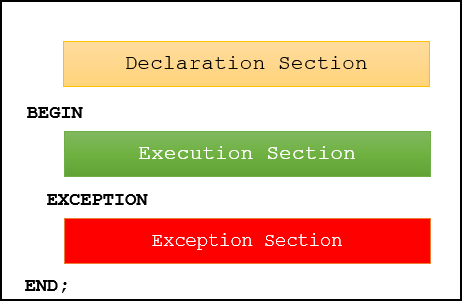 Declaration Section
BEGIN
Execution Section
EXCEPTION
Exception Section
END;